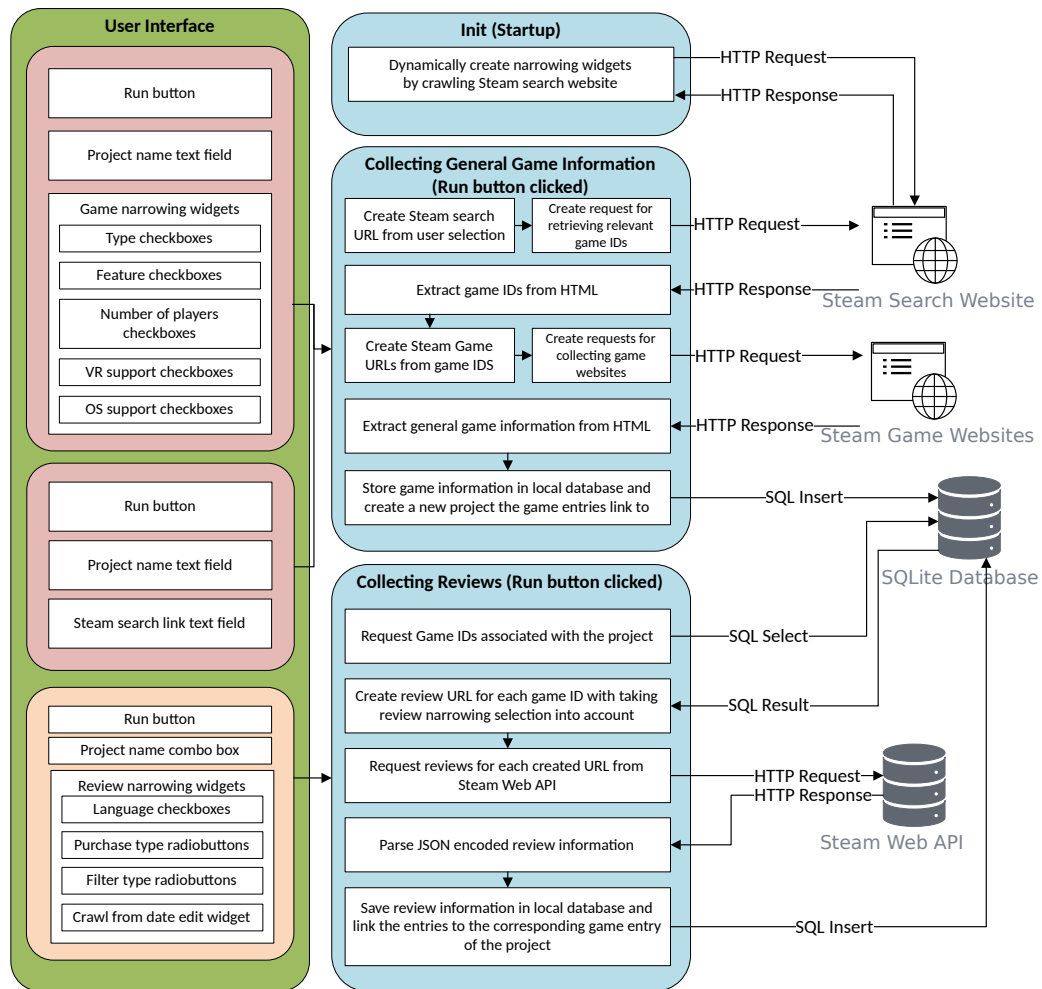 User Interface
Run button
Project name text field
Game narrowing widgets
Type checkboxes
Feature checkboxes
Number of players
checkboxes
VR support checkboxes
OS support checkboxes
Run button
Project name text field
Steam search link text field
Run button
Project name combo box
Review narrowing widgets
Language checkboxes
Purchase type radiobuttons
Filter type radiobuttons
Crawl from date edit widget
Init (Startup)
Dynamically create narrowing widgets
by crawling Steam search website
HTTP Request
HTTP Response
Collecting General Game Information
(Run button clicked)
Create Steam search
URL from user selection
Create request for
retrieving relevant
game IDs
HTTP Request
Extract game IDs from HTML
HTTP Response
Steam Search Website
Create Steam Game
URLs from game IDS
Create requests for
collecting game
websites
HTTP Request
Extract general game information from HTML
HTTP Response
Steam Game Websites
Store game information in local database and
create a new project the game entries link to
SQL Insert
SQLite Database
Collecting Reviews (Run button clicked)
Request Game IDs associated with the project
SQL Select
Create review URL for each game ID with taking
review narrowing selection into account
SQL Result
Request reviews for each created URL from
Steam Web API
HTTP Request
HTTP Response
Steam Web API
Parse JSON encoded review information
Save review information in local database and
link the entries to the corresponding game entry
of the project
SQL Insert